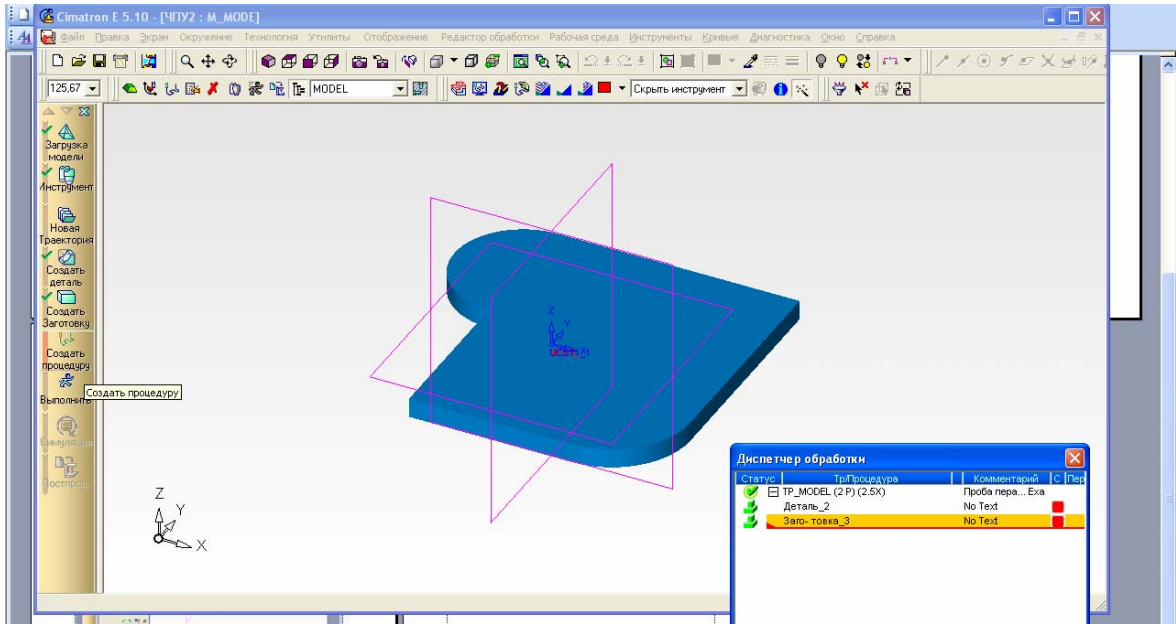 Cimatron E 5.10 - [ЧПУ2 : M_MODE]
Файл Правка Экран Окружение Технология Утилиты Отображение Редактор обработки Рабочая среда Инструменты Кривые Диагностика Окно Справка
125,67 MODEL Скрыть инструмент
Загрузка
модели
Инструмент
Новая
Траектория
Создать
деталь
Создать
Заготовку
Создать
процедуру
Создать процедуру
Выполнить
Симуляция
Z
Y
X
UCS11_1
Z
Y
X
Диспетчер обработки
Статус Тр/Процедура Комментарий С Пер
TP_MODEL (2 P) (2.5X) Проба пера... Exa
Деталь_2 No Text
Заго- товка_3 No Text